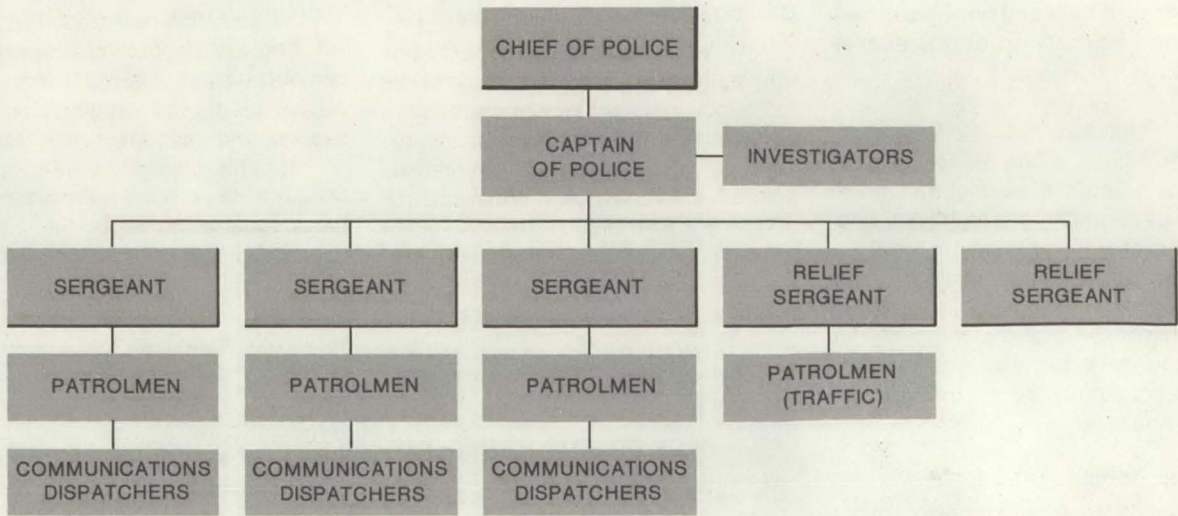 CHIEF OF POLICE
CAPTAIN
OF POLICE
INVESTIGATORS
SERGEANT
SERGEANT
SERGEANT
RELIEF
SERGEANT
RELIEF
SERGEANT
PATROLMEN
PATROLMEN
PATROLMEN
PATROLMEN
(TRAFFIC)
COMMUNICATIONS
DISPATCHERS
COMMUNICATIONS
DISPATCHERS
COMMUNICATIONS
DISPATCHERS